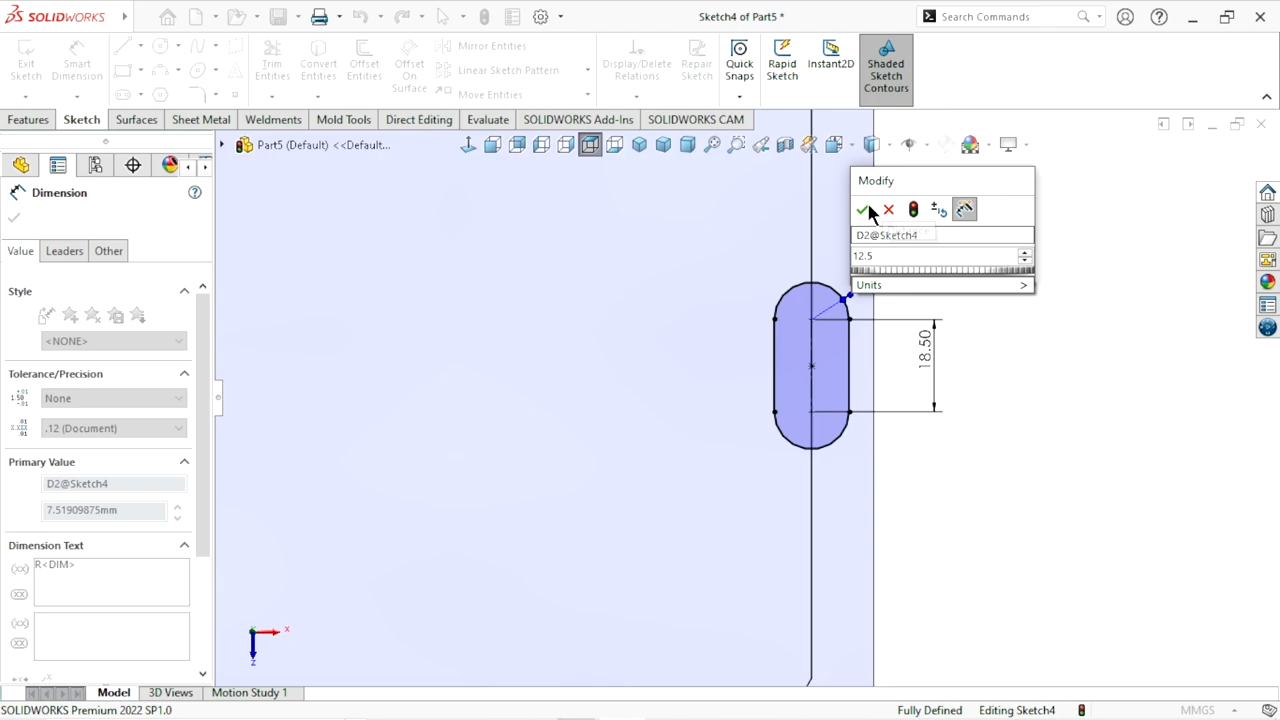 SOLIDWORKS
Sketch4 of Part5 *
Search Commands
Exit Sketch
Smart Dimension
Trim Entities
Convert Entities
Offset Entities
Offset On Surface
Mirror Entities
Linear Sketch Pattern
Move Entities
Display/Delete Relations
Repair Sketch
Quick Snaps
Rapid Sketch
Instant2D
Shaded Sketch Contours
Features
Sketch
Surfaces
Sheet Metal
Weldments
Mold Tools
Direct Editing
Evaluate
SOLIDWORKS Add-Ins
SOLIDWORKS CAM
Part5 (Default) <<Default...
Dimension
Value
Leaders
Other
Style
<NONE>
Tolerance/Precision
None
.12 (Document)
Primary Value
D2@Sketch4
7.51909875mm
Dimension Text
R<DIM>
Modify
D2@Sketch4
12.5
Units
18.50
x
z
Model
3D Views
Motion Study 1
SOLIDWORKS Premium 2022 SP1.0
Fully Defined
Editing Sketch4
MMGS